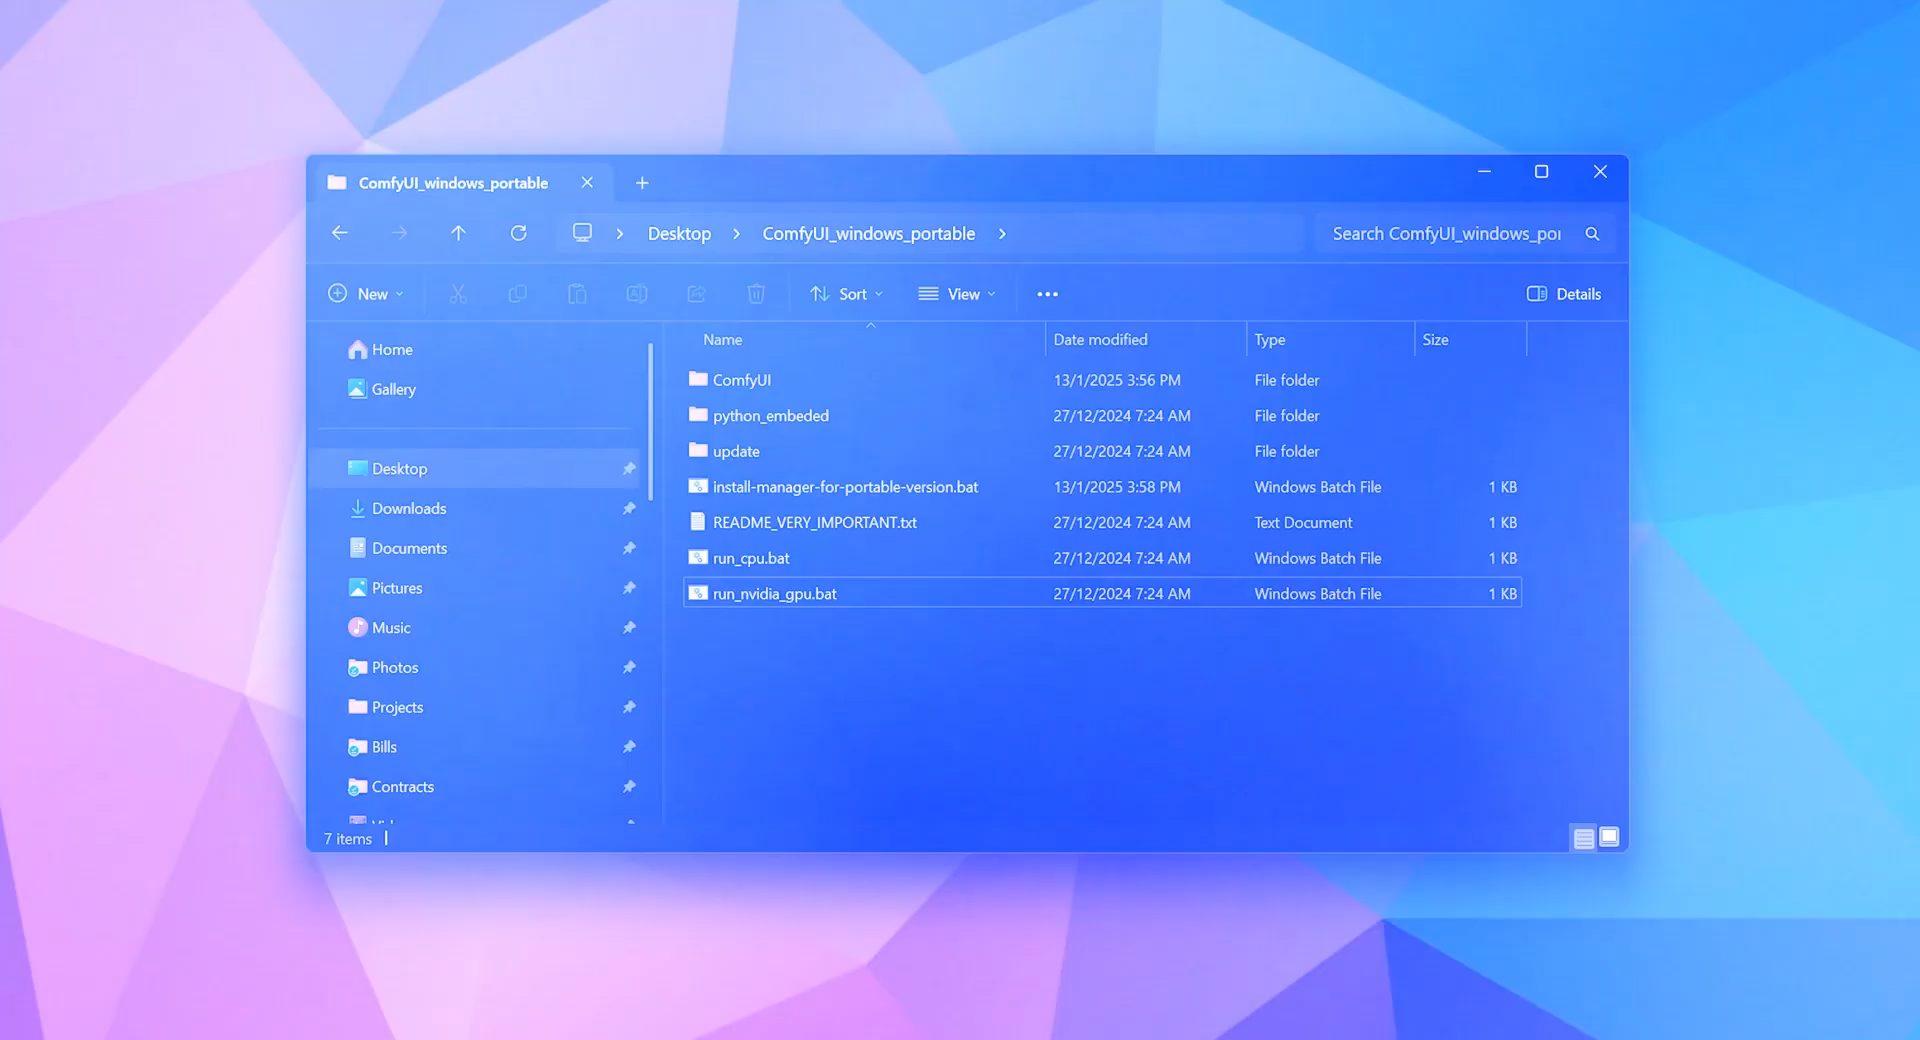 ComfyUI_windows_portable
Desktop ComfyUI_windows_portable Search ComfyUI_windows_por
New Sort View Details
Home
Gallery
Desktop
Downloads
Documents
Pictures
Music
Photos
Projects
Bills
Contracts
Name Date modified Type Size
ComfyUI 13/1/2025 3:56 PM File folder
python_embeded 27/12/2024 7:24 AM File folder
update 27/12/2024 7:24 AM File folder
install-manager-for-portable-version.bat 13/1/2025 3:58 PM Windows Batch File 1 KB
README_VERY_IMPORTANT.txt 27/12/2024 7:24 AM Text Document 1 KB
run_cpu.bat 27/12/2024 7:24 AM Windows Batch File 1 KB
run_nvidia_gpu.bat 27/12/2024 7:24 AM Windows Batch File 1 KB
7 items